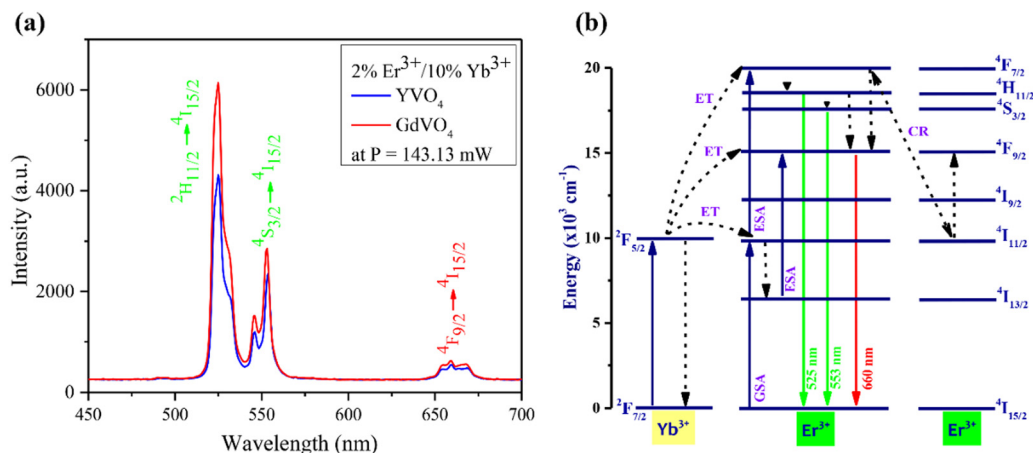 (a)
Intensity (a.u.)
6000
4000
2000
0
450
500
550
600
650
700
Wavelength (nm)
2% Er³⁺/10% Yb³⁺
YVO₄
GdVO₄
at P = 143.13 mW
²H₁₁/₂ → ⁴I₁₅/₂
⁴S₃/₂ → ⁴I₁₅/₂
⁴F₉/₂ → ⁴I₁₅/₂
(b)
Energy (x10³ cm⁻¹)
20
15
10
5
0
²F₅/₂
²F₇/₂
ET
ET
ET
ESA
ESA
GSA
525 nm
553 nm
660 nm
CR
⁴F₇/₂
⁴H₁₁/₂
⁴S₃/₂
⁴F₉/₂
⁴I₉/₂
⁴I₁₁/₂
⁴I₁₃/₂
⁴I₁₅/₂
Yb³⁺
Er³⁺
Er³⁺